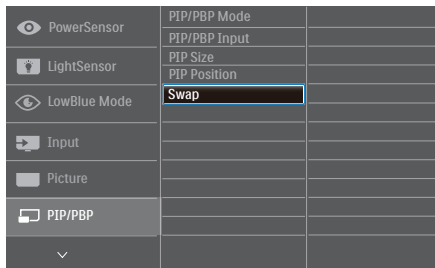 PowerSensor
LightSensor
LowBlue Mode
Input
Picture
PIP/PBP
PIP/PBP Mode
PIP/PBP Input
PIP Size
PIP Position
Swap